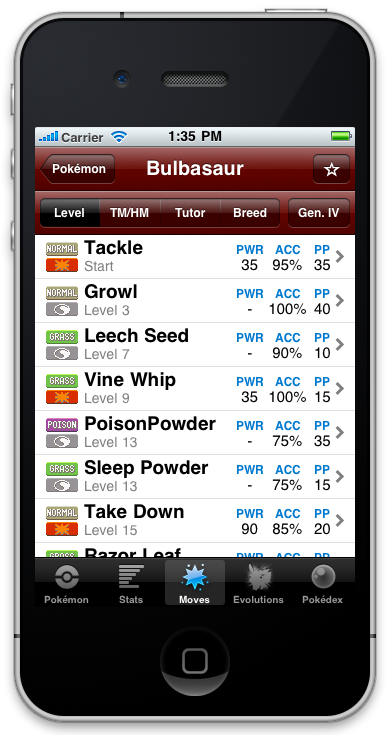 Carrier 1:35 PM
Pokémon Bulbasaur
Level TM/HM Tutor Breed Gen. IV
NORMAL Tackle PWR ACC PP
Start 35 95% 35
NORMAL Growl PWR ACC PP
Level 3 - 100% 40
GRASS Leech Seed PWR ACC PP
Level 7 - 90% 10
GRASS Vine Whip PWR ACC PP
Level 9 35 100% 15
POISON PoisonPowder PWR ACC PP
Level 13 - 75% 35
GRASS Sleep Powder PWR ACC PP
Level 13 - 75% 15
NORMAL Take Down PWR ACC PP
Level 15 90 85% 20
GRASS Razor Leaf PWR ACC PP
Pokémon Stats Moves Evolutions Pokédex